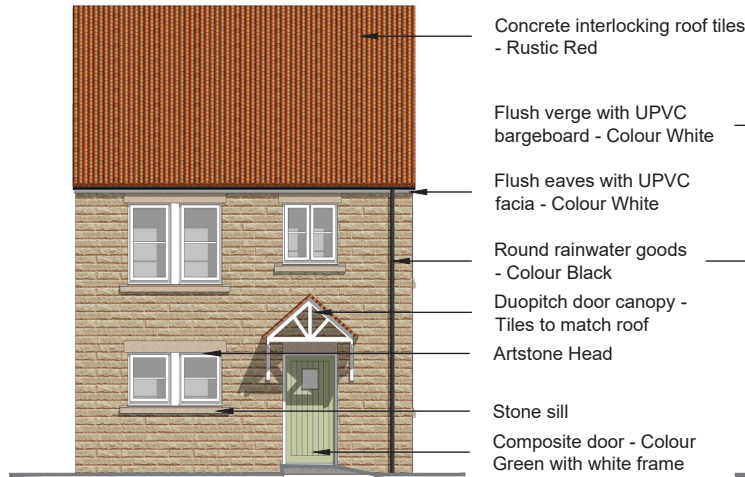 Concrete interlocking roof tiles
- Rustic Red
Flush verge with UPVC
bargeboard - Colour White
Flush eaves with UPVC
facia - Colour White
Round rainwater goods
- Colour Black
Duopitch door canopy -
Tiles to match roof
Artstone Head
Stone sill
Composite door - Colour
Green with white frame